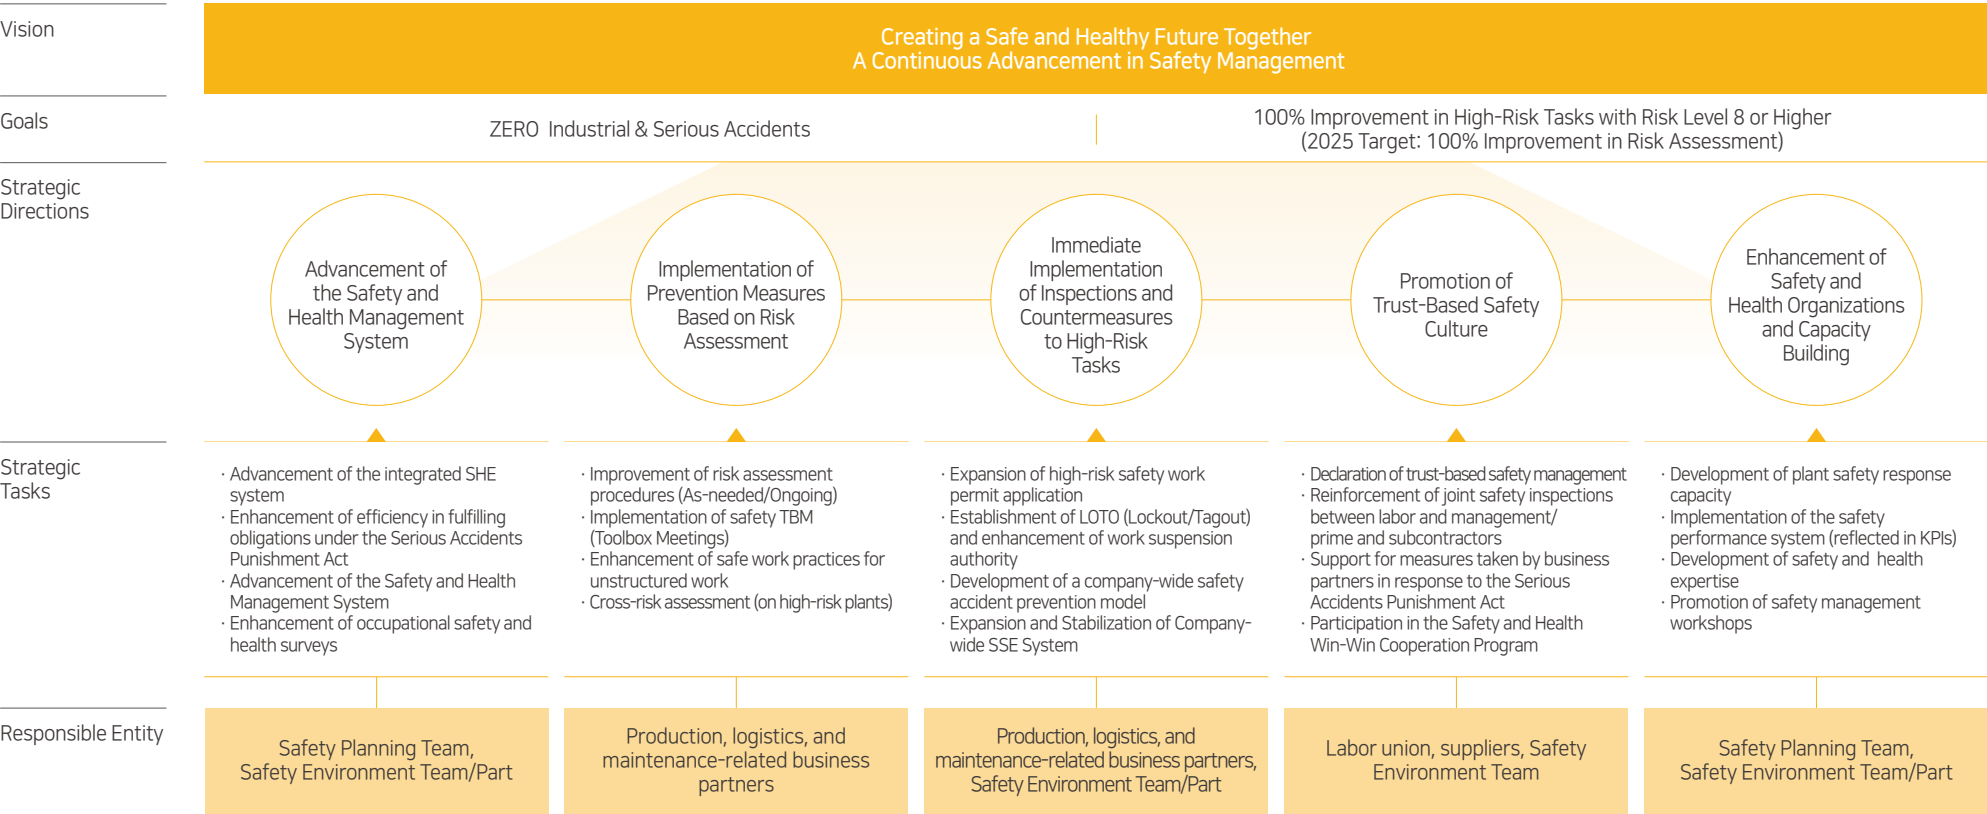 Vision
Creating a Safe and Healthy Future Together
A Continuous Advancement in Safety Management
Goals
ZERO Industrial & Serious Accidents
100% Improvement in High-Risk Tasks with Risk Level 8 or Higher
(2025 Target: 100% Improvement in Risk Assessment)
Strategic
Directions
Advancement of
the Safety and
Health Management
System
Implementation of
Prevention Measures
Based on Risk
Assessment
Immediate
Implementation
of Inspections and
Countermeasures
to High-Risk
Tasks
Promotion of
Trust-Based Safety
Culture
Enhancement of
Safety and
Health Organizations
and Capacity
Building
Strategic
Tasks
· Advancement of the integrated SHE
system
· Enhancement of efficiency in fulfilling
obligations under the Serious Accidents
Punishment Act
· Advancement of the Safety and Health
Management System
· Enhancement of occupational safety and
health surveys
· Improvement of risk assessment
procedures (As-needed/Ongoing)
· Implementation of safety TBM
(Toolbox Meetings)
· Enhancement of safe work practices for
unstructured work
· Cross-risk assessment (on high-risk plants)
· Expansion of high-risk safety work
permit application
· Establishment of LOTO (Lockout/Tagout)
and enhancement of work suspension
authority
· Development of a company-wide safety
accident prevention model
· Expansion and Stabilization of Company-
wide SSE System
· Declaration of trust-based safety management
· Reinforcement of joint safety inspections
between labor and management/
prime and subcontractors
· Support for measures taken by business
partners in response to the Serious
Accidents Punishment Act
· Participation in the Safety and Health
Win-Win Cooperation Program
· Development of plant safety response
capacity
· Implementation of the safety
performance system (reflected in KPIs)
· Development of safety and health
expertise
· Promotion of safety management
workshops
Responsible Entity
Safety Planning Team,
Safety Environment Team/Part
Production, logistics, and
maintenance-related business
partners
Production, logistics, and
maintenance-related business partners,
Safety Environment Team/Part
Labor union, suppliers, Safety
Environment Team
Safety Planning Team,
Safety Environment Team/Part